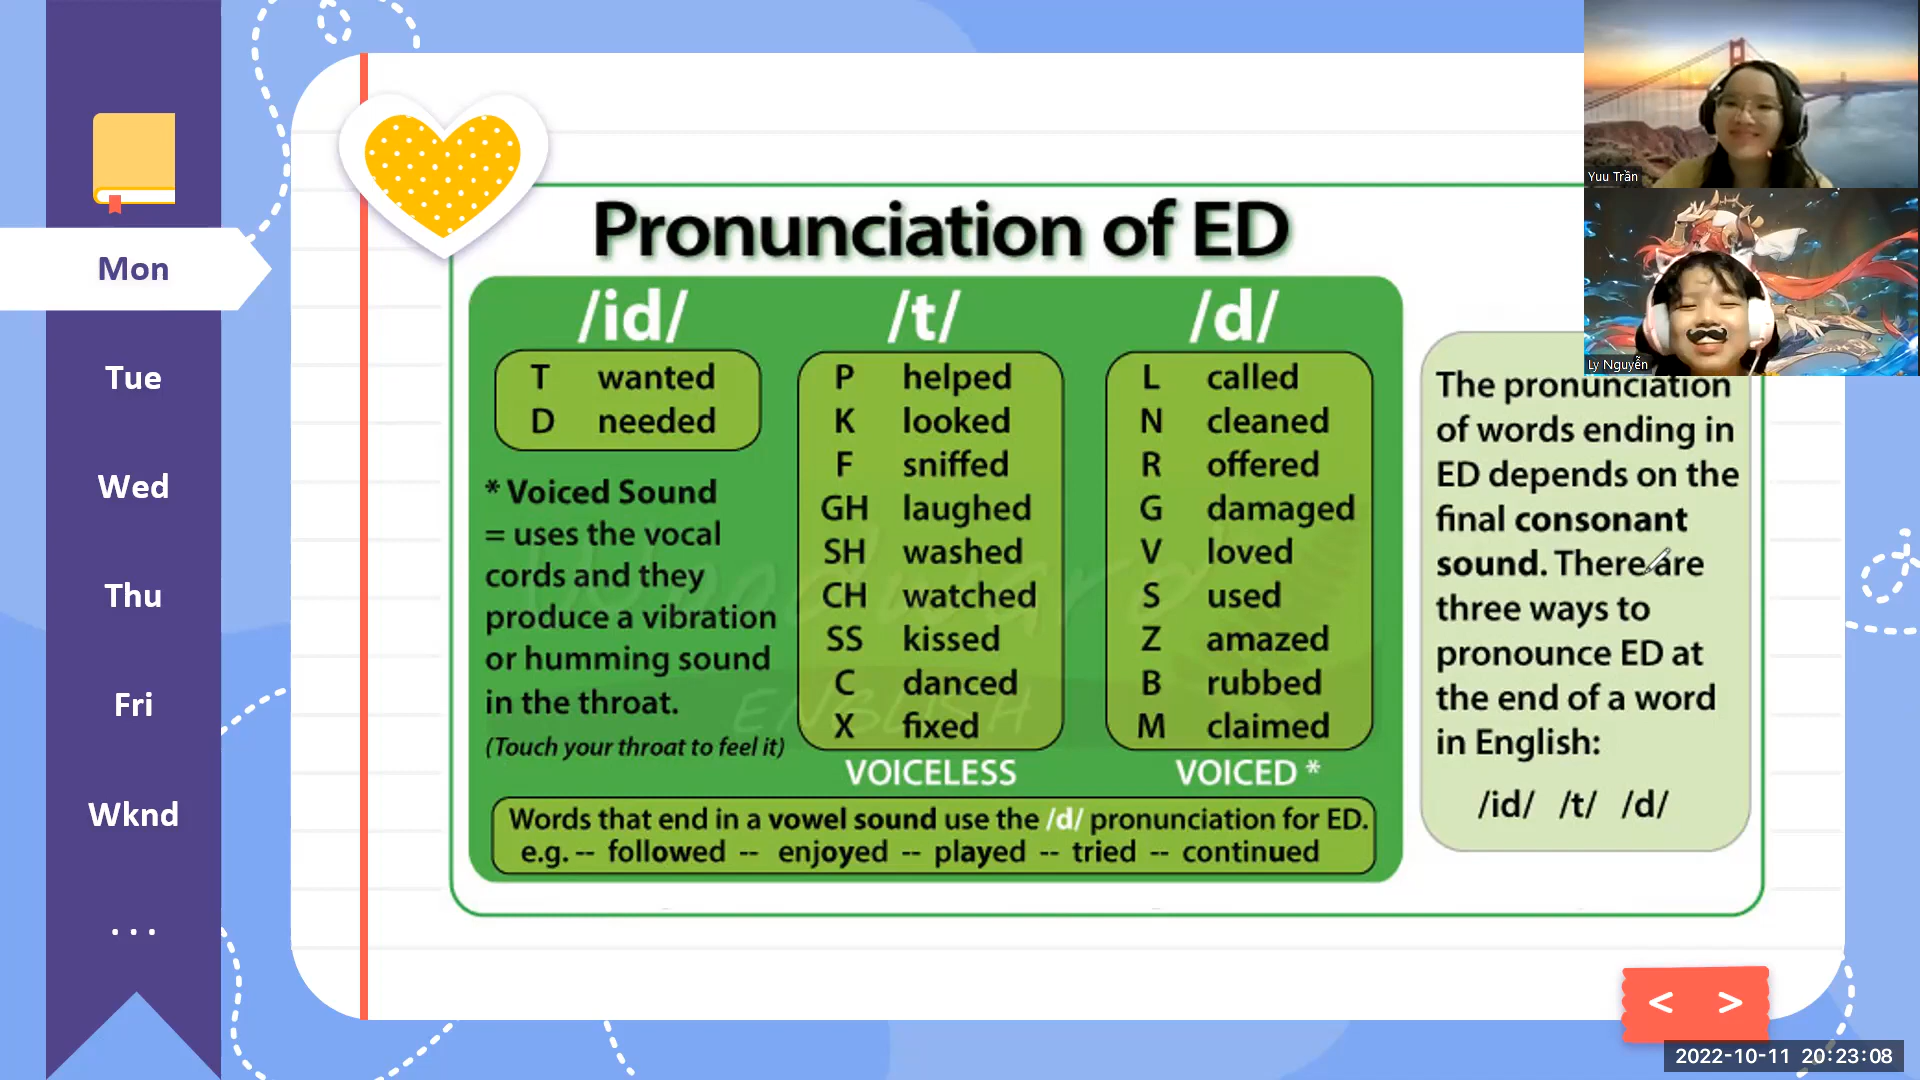 Mon
Tue
Wed
Thu
Fri
Wknd
...
Pronunciation of ED
/id/
T wanted
D needed
* Voiced Sound
= uses the vocal
cords and they
produce a vibration
or humming sound
in the throat.
(Touch your throat to feel it)
/t/
P helped
K looked
F sniffed
GH laughed
SH washed
CH watched
SS kissed
C danced
X fixed
VOICELESS
/d/
L called
N cleaned
R offered
G damaged
V loved
S used
Z amazed
B rubbed
M claimed
VOICED *
Words that end in a vowel sound use the /d/ pronunciation for ED.
e.g. -- followed -- enjoyed -- played -- tried -- continued
Woodward
ENGLISH
The pronunciation
of words ending in
ED depends on the
final consonant
sound. There are
three ways to
pronounce ED at
the end of a word
in English:
/id/ /t/ /d/
Yuu Trần
Ly Nguyễn
< >
2022-10-11 20:23:08